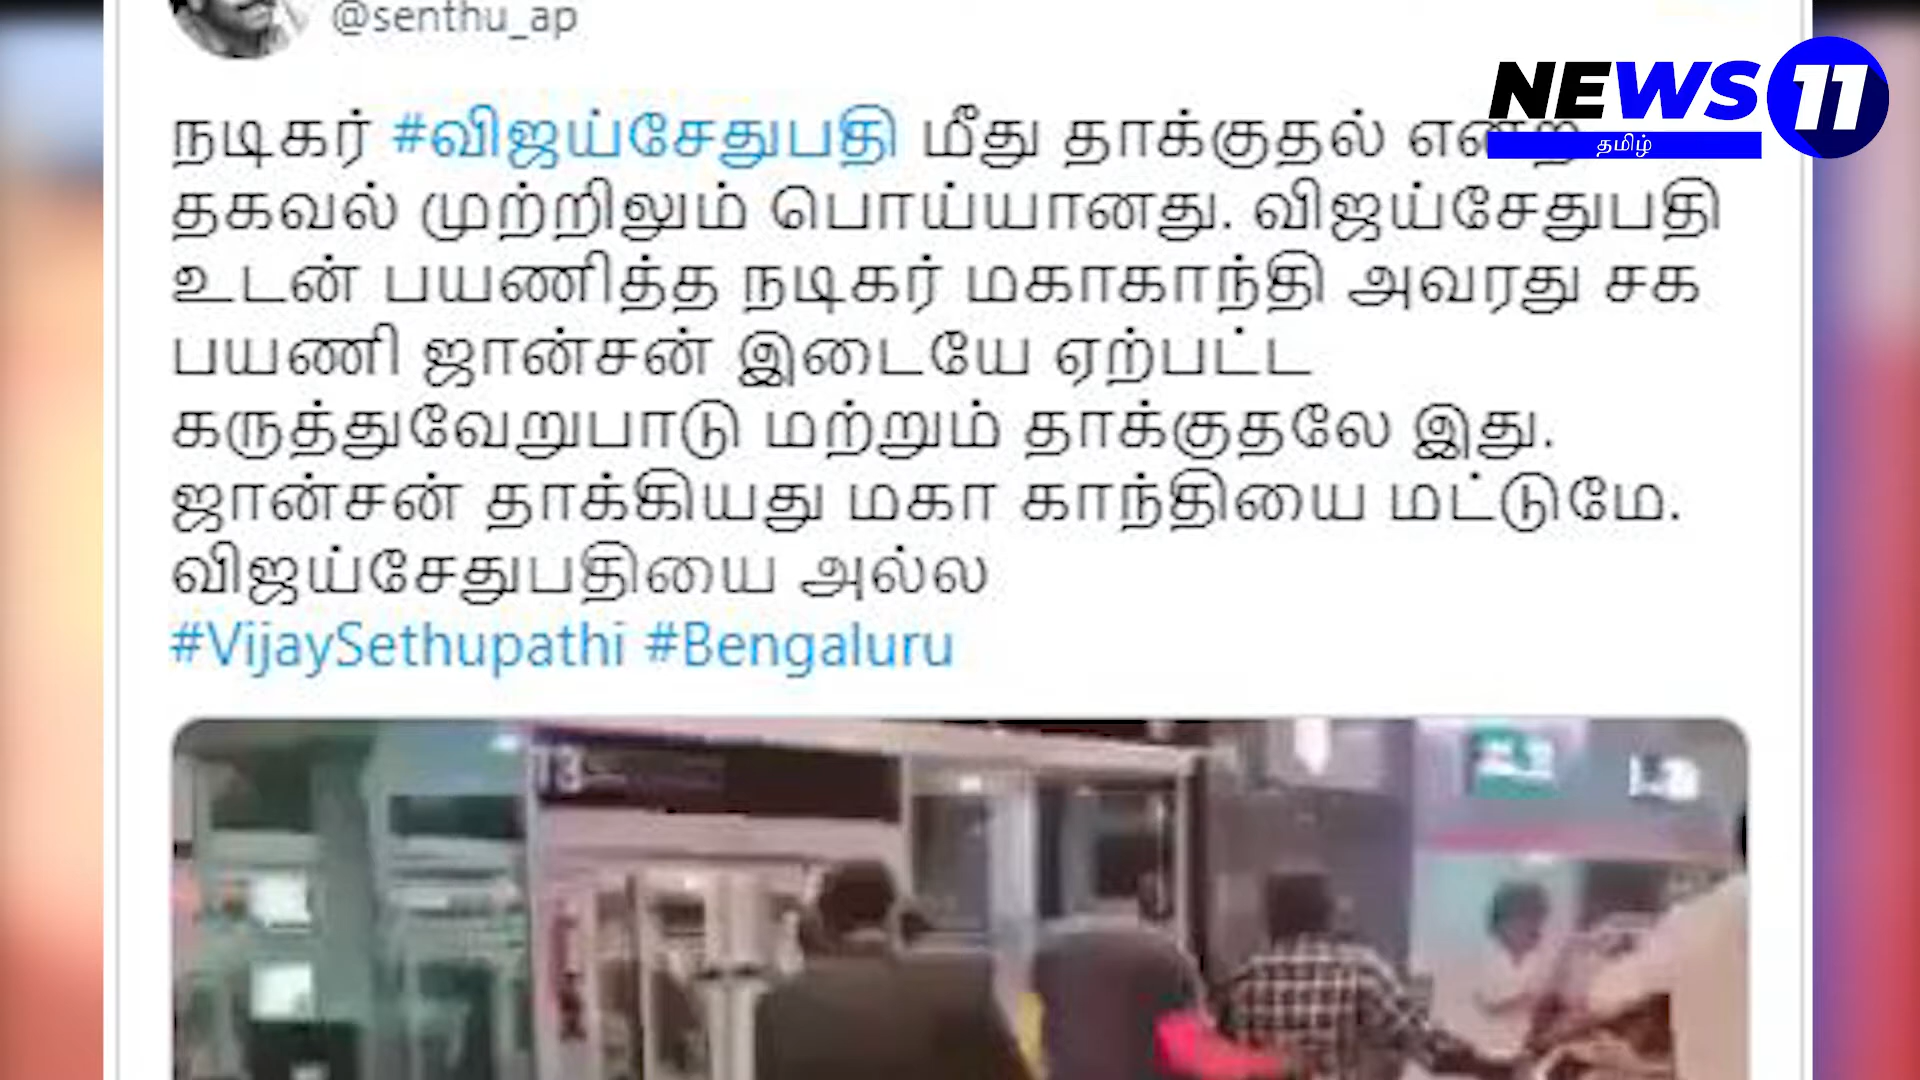 @senthu_ap
NEWS 11
தமிழ்
நடிகர் #விஜய்சேதுபதி மீது தாக்குதல் என்ற
தகவல் முற்றிலும் பொய்யானது. விஜய்சேதுபதி
உடன் பயணித்த நடிகர் மகாகாந்தி அவரது சக
பயணி ஜான்சன் இடையே ஏற்பட்ட
கருத்துவேறுபாடு மற்றும் தாக்குதலே இது.
ஜான்சன் தாக்கியது மகா காந்தியை மட்டுமே.
விஜய்சேதுபதியை அல்ல
#VijaySethupathi #Bengaluru